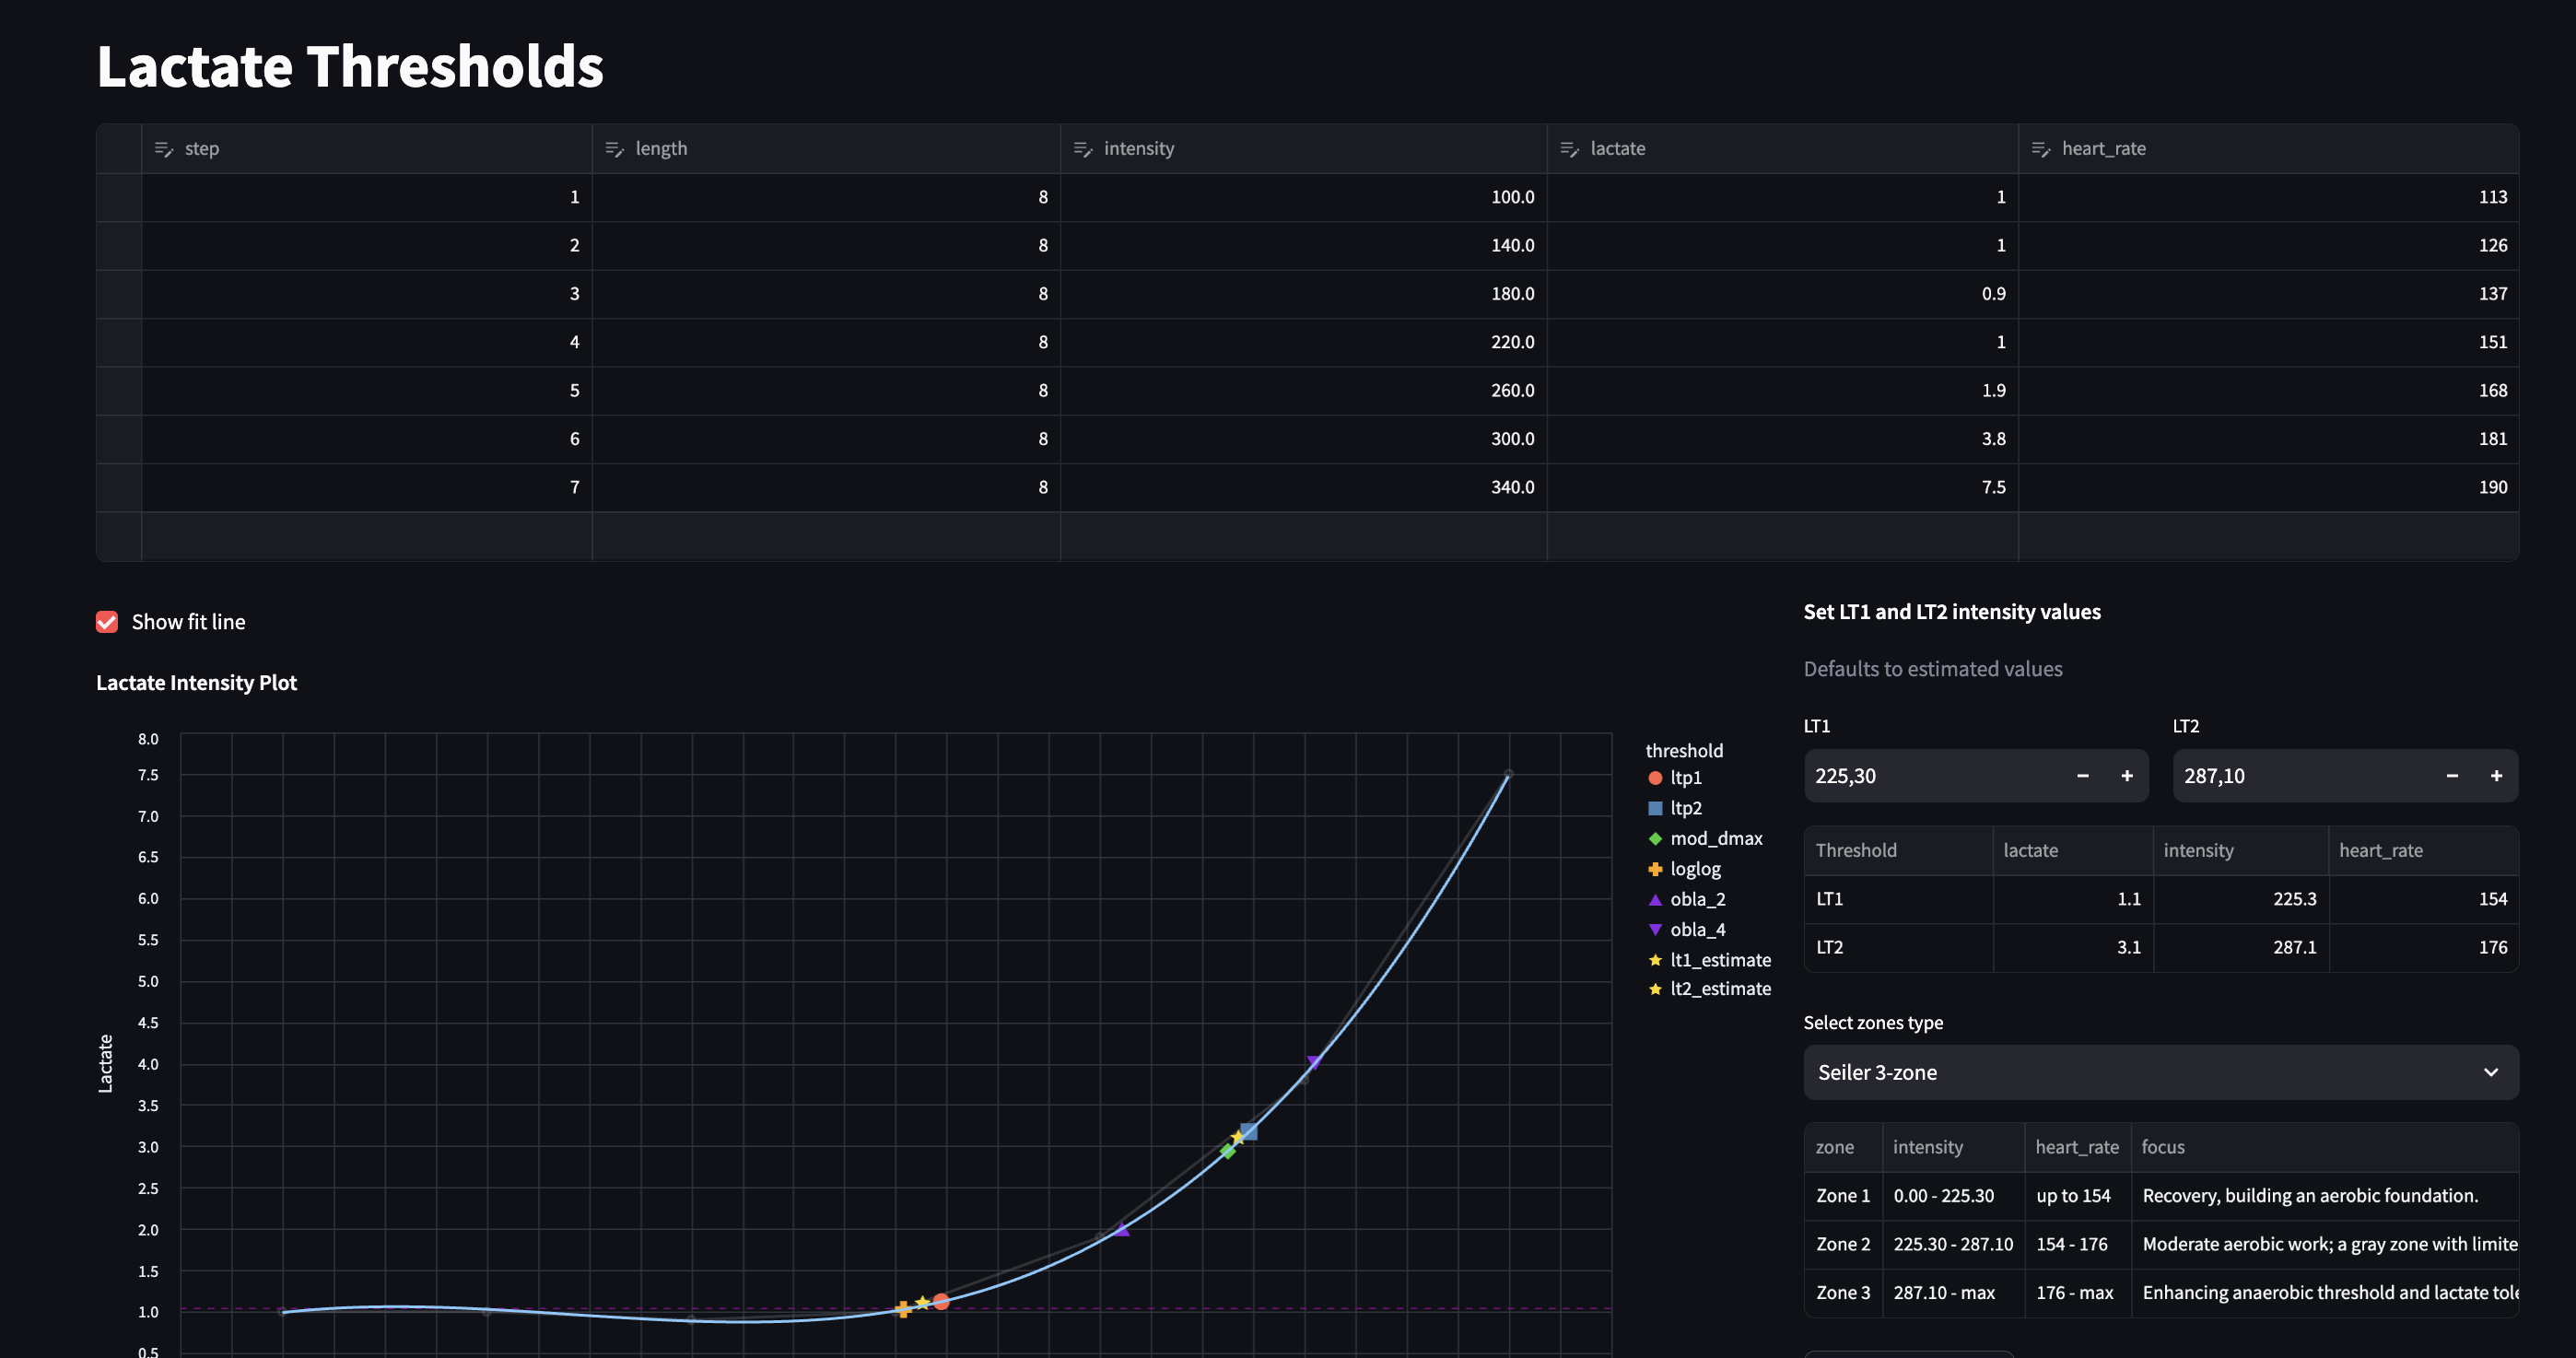 Lactate Thresholds
step length intensity lactate heart_rate
1 8 100.0 1 113
2 8 140.0 1 126
3 8 180.0 0.9 137
4 8 220.0 1 151
5 8 260.0 1.9 168
6 8 300.0 3.8 181
7 8 340.0 7.5 190
Show fit line
Lactate Intensity Plot
8.0
7.5
7.0
6.5
6.0
5.5
5.0
4.5
4.0
3.5
3.0
2.5
2.0
1.5
1.0
0.5
Lactate
threshold
ltp1
ltp2
mod_dmax
loglog
obla_2
obla_4
lt1_estimate
lt2_estimate
Set LT1 and LT2 intensity values
Defaults to estimated values
LT1 LT2
225,30 − + 287,10 − +
Threshold lactate intensity heart_rate
LT1 1.1 225.3 154
LT2 3.1 287.1 176
Select zones type
Seiler 3-zone
zone intensity heart_rate focus
Zone 1 0.00 - 225.30 up to 154 Recovery, building an aerobic foundation.
Zone 2 225.30 - 287.10 154 - 176 Moderate aerobic work; a gray zone with limite
Zone 3 287.10 - max 176 - max Enhancing anaerobic threshold and lactate tole